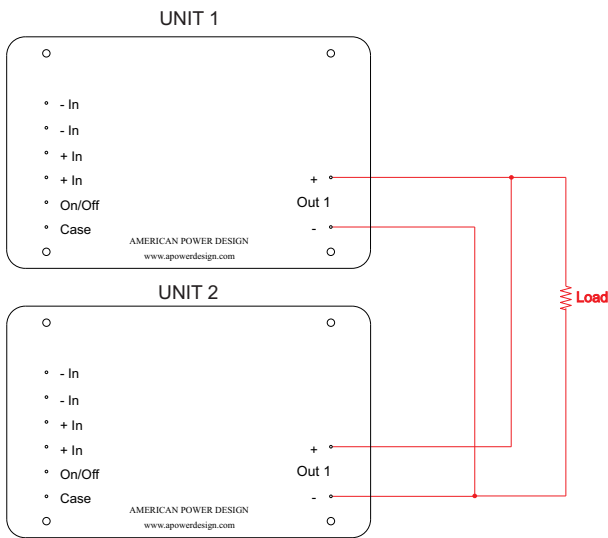 UNIT 1
- In
- In
+ In
+ In
On/Off
Case
+
Out 1
-
AMERICAN POWER DESIGN
www.apowerdesign.com
Load
UNIT 2
- In
- In
+ In
+ In
On/Off
Case
+
Out 1
-
AMERICAN POWER DESIGN
www.apowerdesign.com